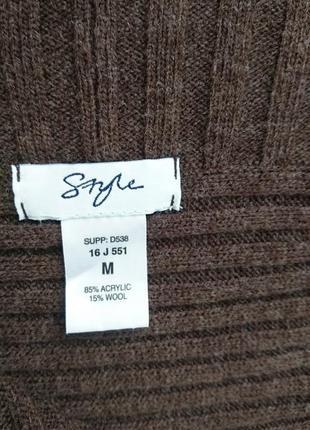 Style
SUPP: D538
16 J 551
M
85% ACRYLIC
15% WOOL